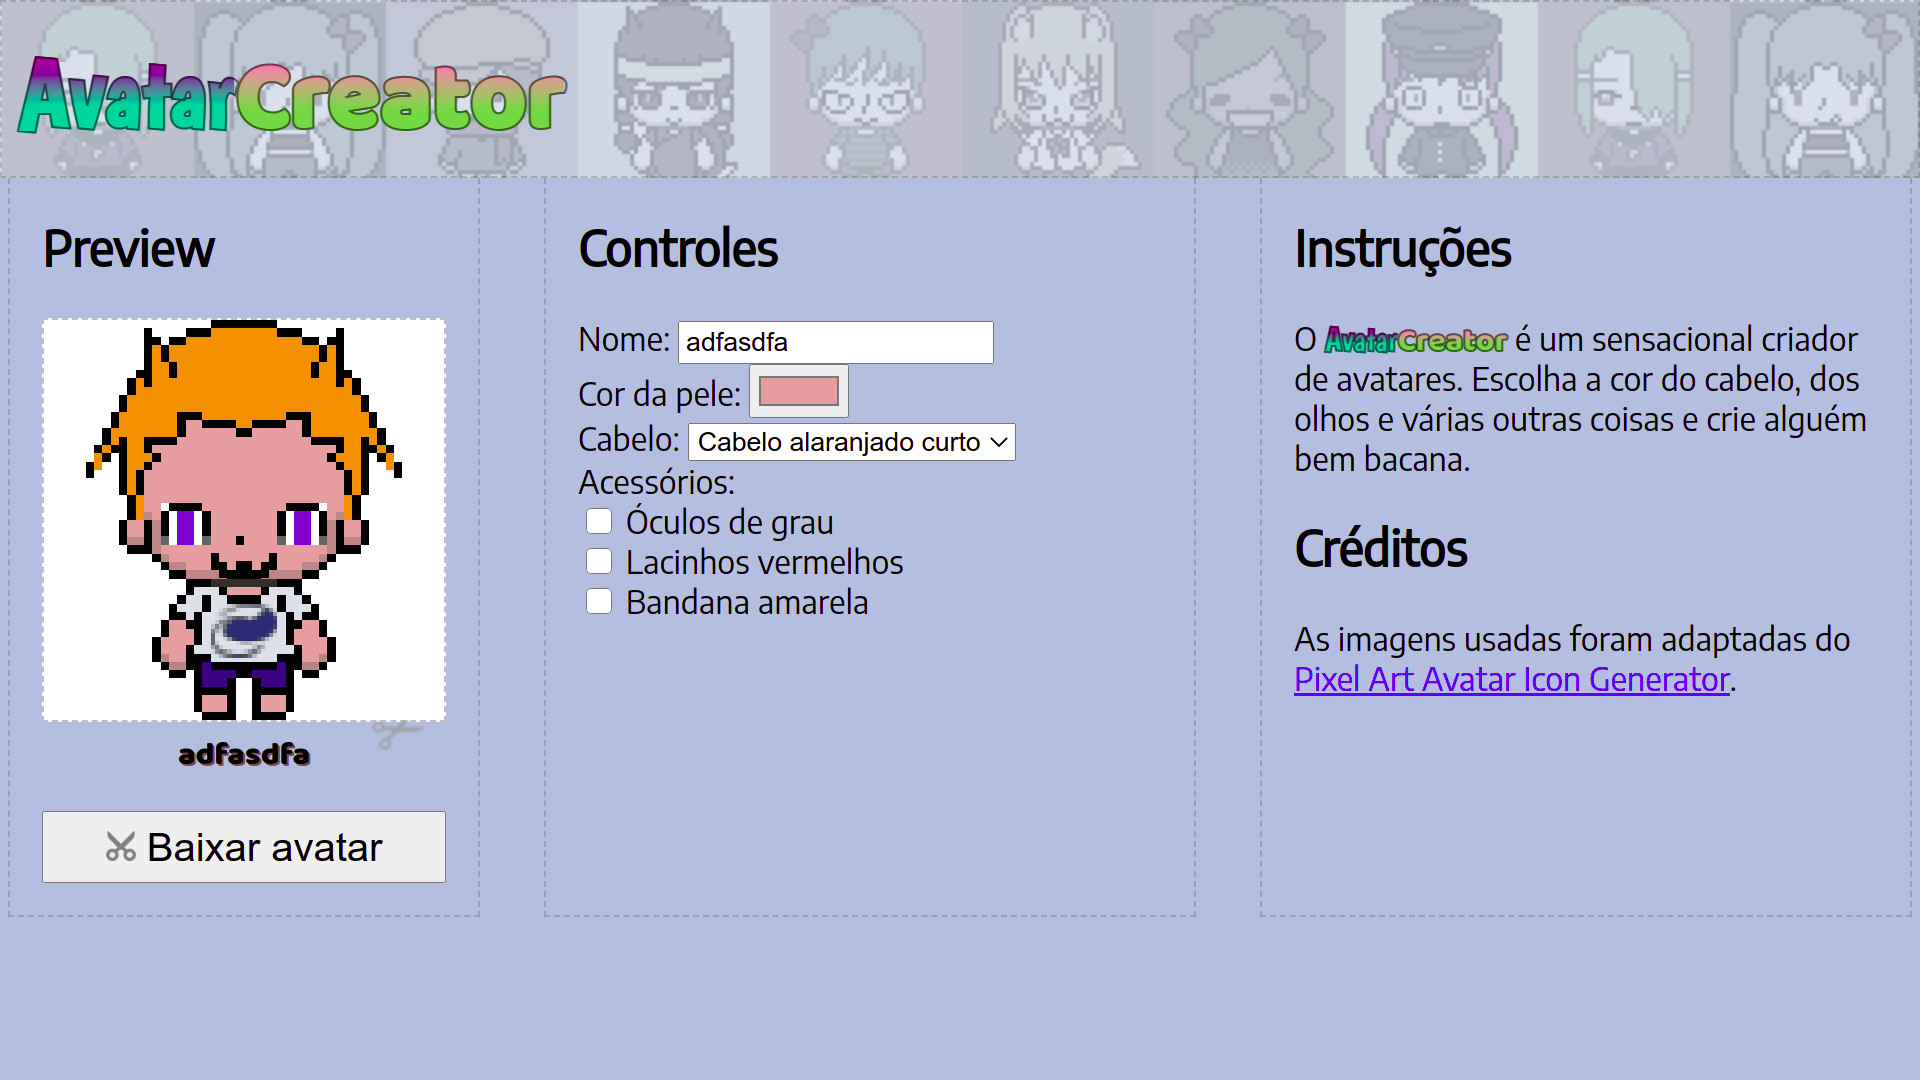 AvatarCreator
Preview
adfasdfa
Baixar avatar
Controles
Nome: adfasdfa
Cor da pele:
Cabelo: Cabelo alaranjado curto
Acessórios:
Óculos de grau
Lacinhos vermelhos
Bandana amarela
Instruções
O AvatarCreator é um sensacional criador
de avatares. Escolha a cor do cabelo, dos
olhos e várias outras coisas e crie alguém
bem bacana.
Créditos
As imagens usadas foram adaptadas do
Pixel Art Avatar Icon Generator.